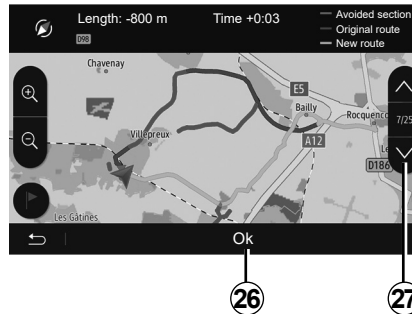 Length: -800 m Time +0:03
Avoided section
Original route
New route
D98
Chavenay
E5
Bailly
Rocquenc
7/25
Villepreux
A12
Le
D186
Les Gâtines
Ok
26
27